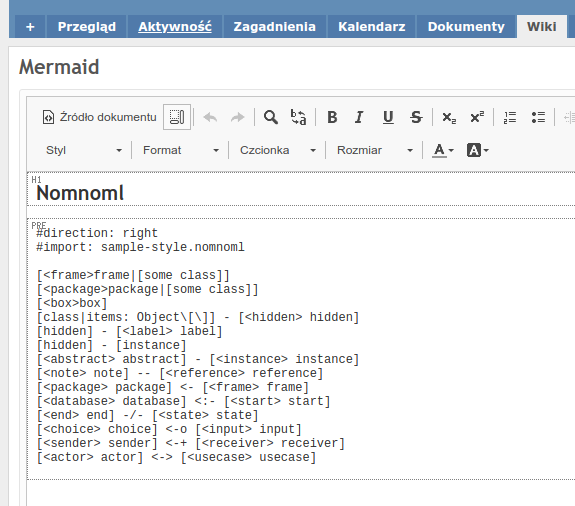 + Przegląd Aktywność Zagadnienia Kalendarz Dokumenty Wiki
Mermaid
Źródło dokumentu B I U S x₂ x²
Styl Format Czcionka Rozmiar A A
H1
Nomnoml
PRE
#direction: right
#import: sample-style.nomnoml
[<frame>frame|[some class]]
[<package>package|[some class]]
[<box>box]
[class|items: Object\[\]] - [<hidden> hidden]
[hidden] - [<label> label]
[hidden] - [instance]
[<abstract> abstract] - [<instance> instance]
[<note> note] -- [<reference> reference]
[<package> package] <- [<frame> frame]
[<database> database] <:- [<start> start]
[<end> end] -/- [<state> state]
[<choice> choice] <-o [<input> input]
[<sender> sender] <-+ [<receiver> receiver]
[<actor> actor] <-> [<usecase> usecase]